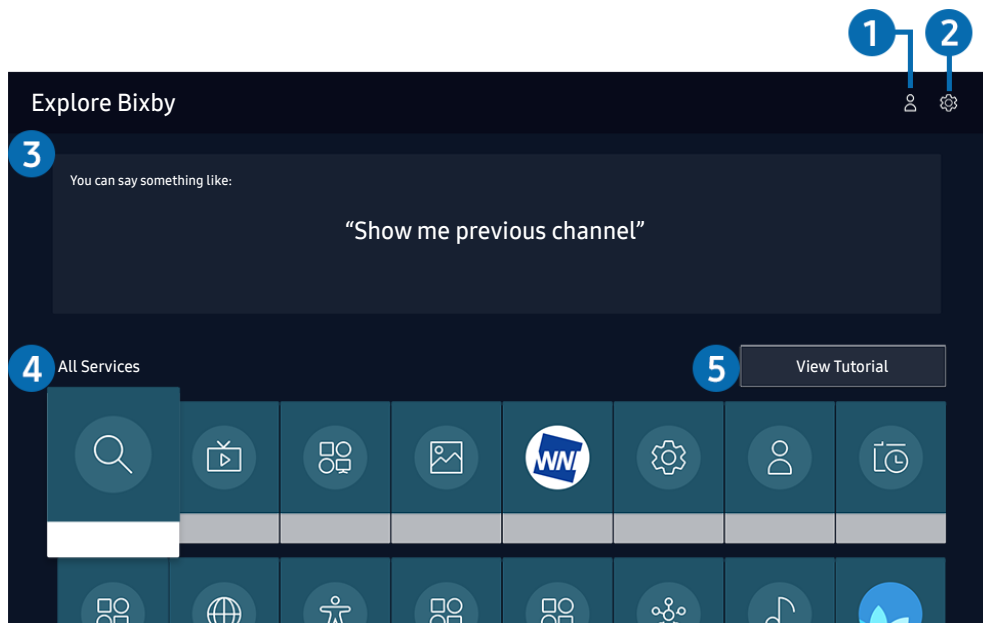 1 2
Explore Bixby
3
You can say something like:
“Show me previous channel”
4 All Services
5 View Tutorial
WNI